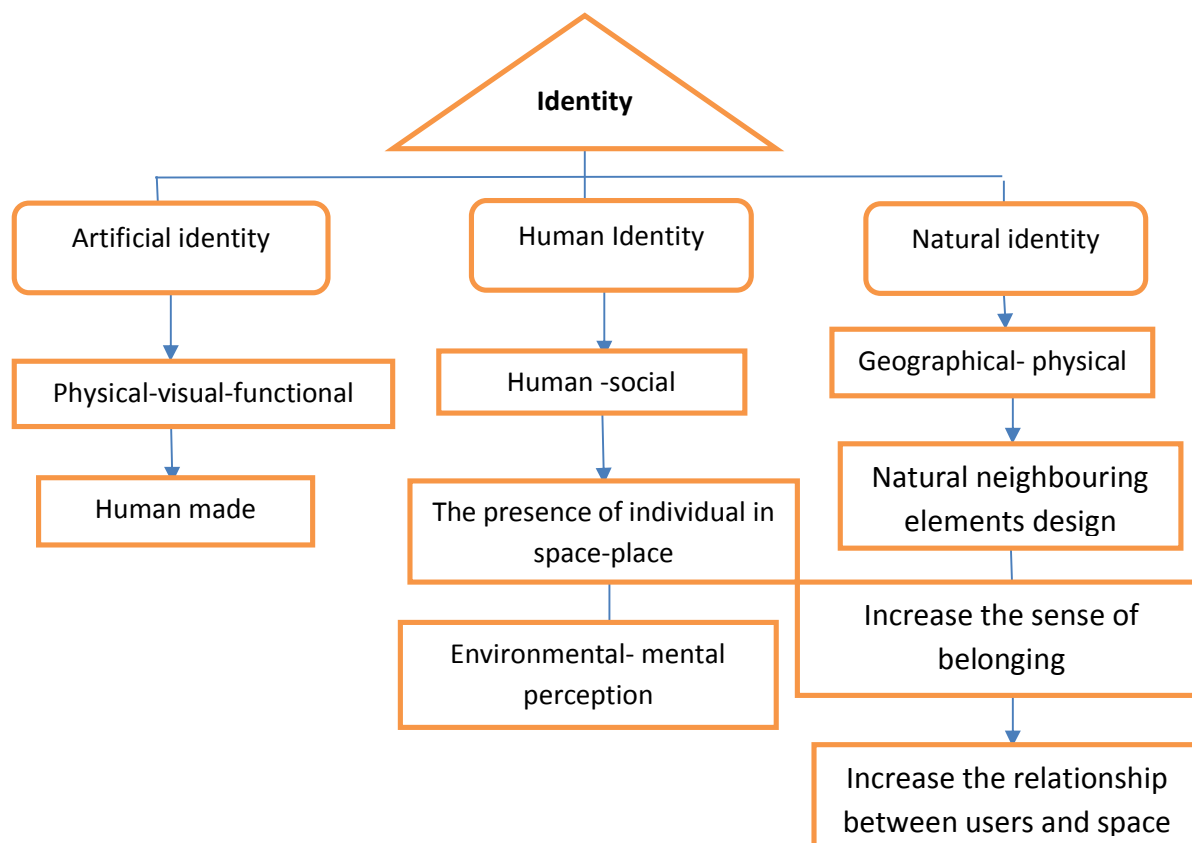 Identity
Artificial identity
Human Identity
Natural identity
Physical-visual-functional
Human -social
Geographical- physical
Human made
The presence of individual in
space-place
Natural neighbouring
elements design
Environmental- mental
perception
Increase the sense of
belonging
Increase the relationship
between users and space